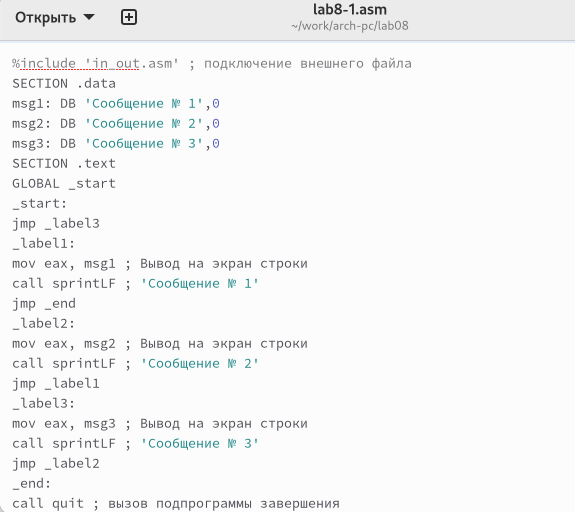 Открыть
lab8-1.asm
~/work/arch-pc/lab08
%include 'in_out.asm' ; подключение внешнего файла
SECTION .data
msg1: DB 'Сообщение № 1',0
msg2: DB 'Сообщение № 2',0
msg3: DB 'Сообщение № 3',0
SECTION .text
GLOBAL _start
_start:
jmp _label3
_label1:
mov eax, msg1 ; Вывод на экран строки
call sprintLF ; 'Сообщение № 1'
jmp _end
_label2:
mov eax, msg2 ; Вывод на экран строки
call sprintLF ; 'Сообщение № 2'
jmp _label1
_label3:
mov eax, msg3 ; Вывод на экран строки
call sprintLF ; 'Сообщение № 3'
jmp _label2
_end:
call quit ; вызов подпрограммы завершения